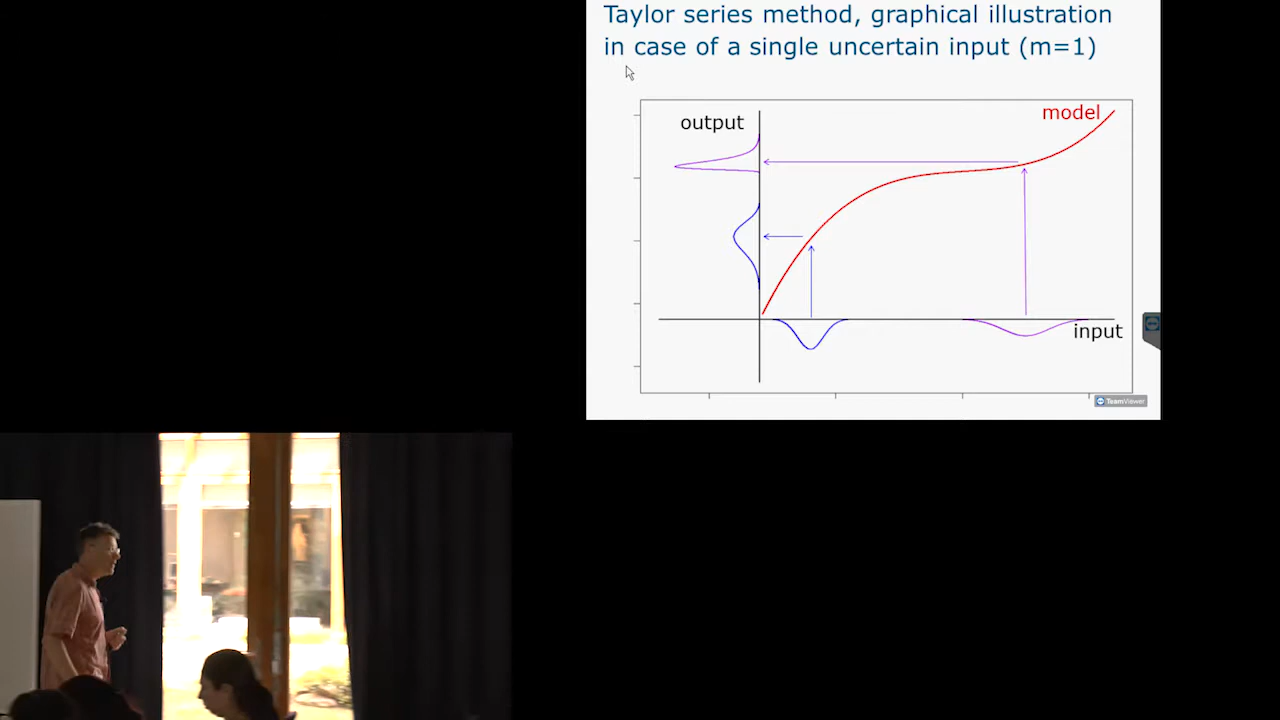 Taylor series method, graphical illustration
in case of a single uncertain input (m=1)
model
output
input
TeamViewer